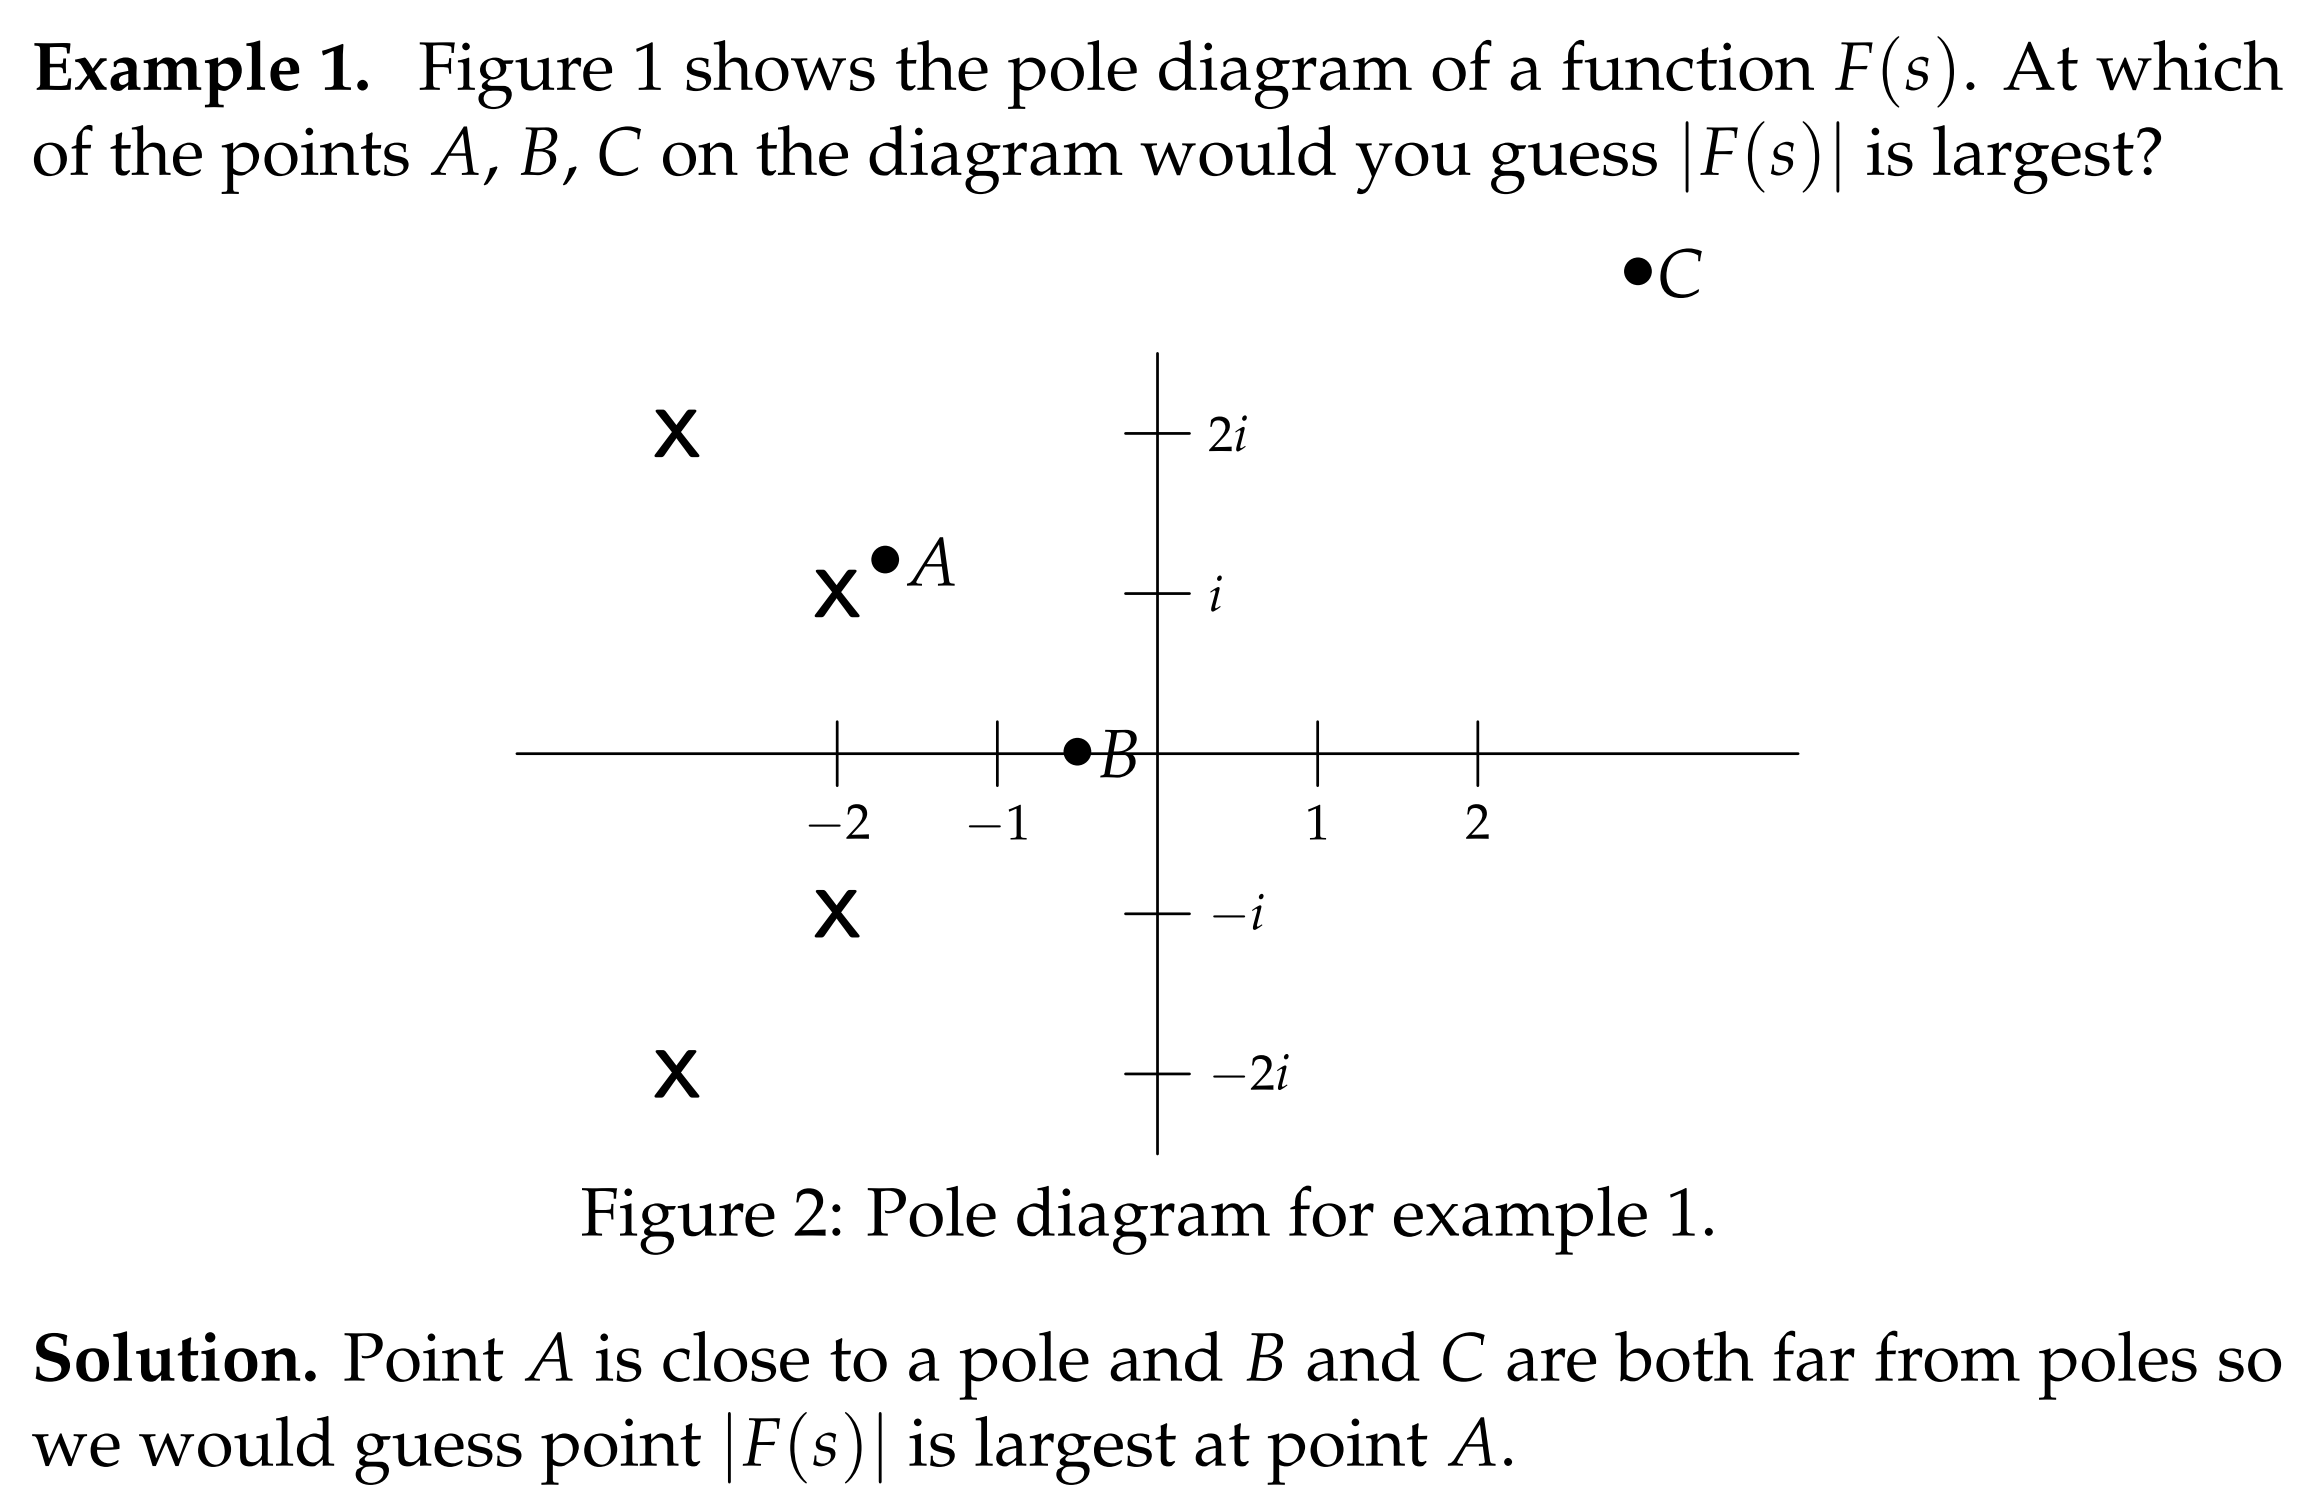 Example 1. Figure 1 shows the pole diagram of a function F(s). At which
of the points A, B, C on the diagram would you guess |F(s)| is largest?
C
X
2i
A
X
i
B
−2 −1 1 2
X
−i
X
−2i
Figure 2: Pole diagram for example 1.
Solution. Point A is close to a pole and B and C are both far from poles so
we would guess point |F(s)| is largest at point A.